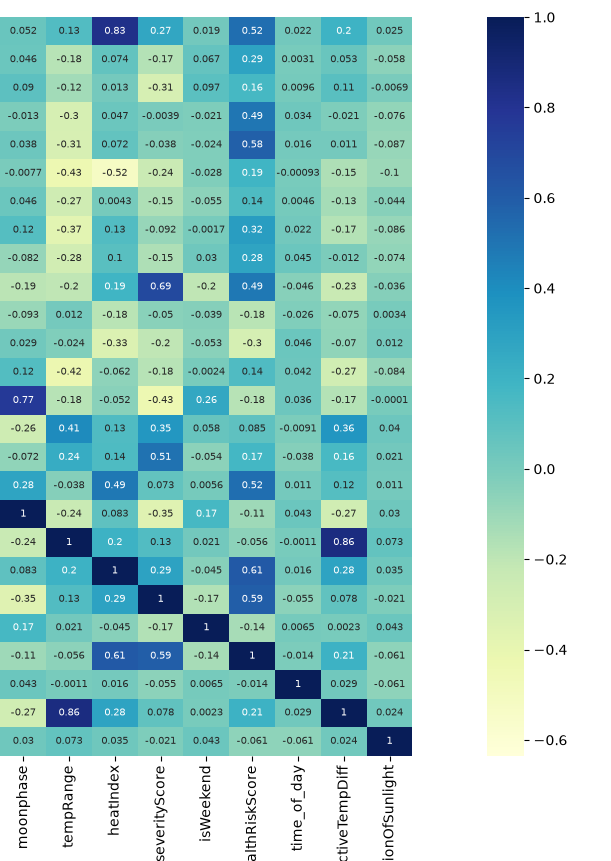 0.052 0.13 0.83 0.27 0.019 0.52 0.022 0.2 0.025
0.046 -0.18 0.074 -0.17 0.067 0.29 0.0031 0.053 -0.058
0.09 -0.12 0.013 -0.31 0.097 0.16 0.0096 0.11 -0.0069
-0.013 -0.3 0.047 -0.0039 -0.021 0.49 0.034 -0.021 -0.076
0.038 -0.31 0.072 -0.038 -0.024 0.58 0.016 0.011 -0.087
-0.0077 -0.43 -0.52 -0.24 -0.028 0.19 -0.00093 -0.15 -0.1
0.046 -0.27 0.0043 -0.15 -0.055 0.14 0.0046 -0.13 -0.044
0.12 -0.37 0.13 -0.092 -0.0017 0.32 0.022 -0.17 -0.086
-0.082 -0.28 0.1 -0.15 0.03 0.28 0.045 -0.012 -0.074
-0.19 -0.2 0.19 0.69 -0.2 0.49 -0.046 -0.23 -0.036
-0.093 0.012 -0.18 -0.05 -0.039 -0.18 -0.026 -0.075 0.0034
0.029 -0.024 -0.33 -0.2 -0.053 -0.3 0.046 -0.07 0.012
0.12 -0.42 -0.062 -0.18 -0.0024 0.14 0.042 -0.27 -0.084
0.77 -0.18 -0.052 -0.43 0.26 -0.18 0.036 -0.17 -0.0001
-0.26 0.41 0.13 0.35 0.058 0.085 -0.0091 0.36 0.04
-0.072 0.24 0.14 0.51 -0.054 0.17 -0.038 0.16 0.021
0.28 -0.038 0.49 0.073 0.0056 0.52 0.011 0.12 0.011
1 -0.24 0.083 -0.35 0.17 -0.11 0.043 -0.27 0.03
-0.24 1 0.2 0.13 0.021 -0.056 -0.0011 0.86 0.073
0.083 0.2 1 0.29 -0.045 0.61 0.016 0.28 0.035
-0.35 0.13 0.29 1 -0.17 0.59 -0.055 0.078 -0.021
0.17 0.021 -0.045 -0.17 1 -0.14 0.0065 0.0023 0.043
-0.11 -0.056 0.61 0.59 -0.14 1 -0.014 0.21 -0.061
0.043 -0.0011 0.016 -0.055 0.0065 -0.014 1 0.029 -0.061
-0.27 0.86 0.28 0.078 0.0023 0.21 0.029 1 0.024
0.03 0.073 0.035 -0.021 0.043 -0.061 -0.061 0.024 1
moonphase
tempRange
heatIndex
severityScore
isWeekend
althRiskScore
time_of_day
ctiveTempDiff
ionOfSunlight
1.0
0.8
0.6
0.4
0.2
0.0
−0.2
−0.4
−0.6